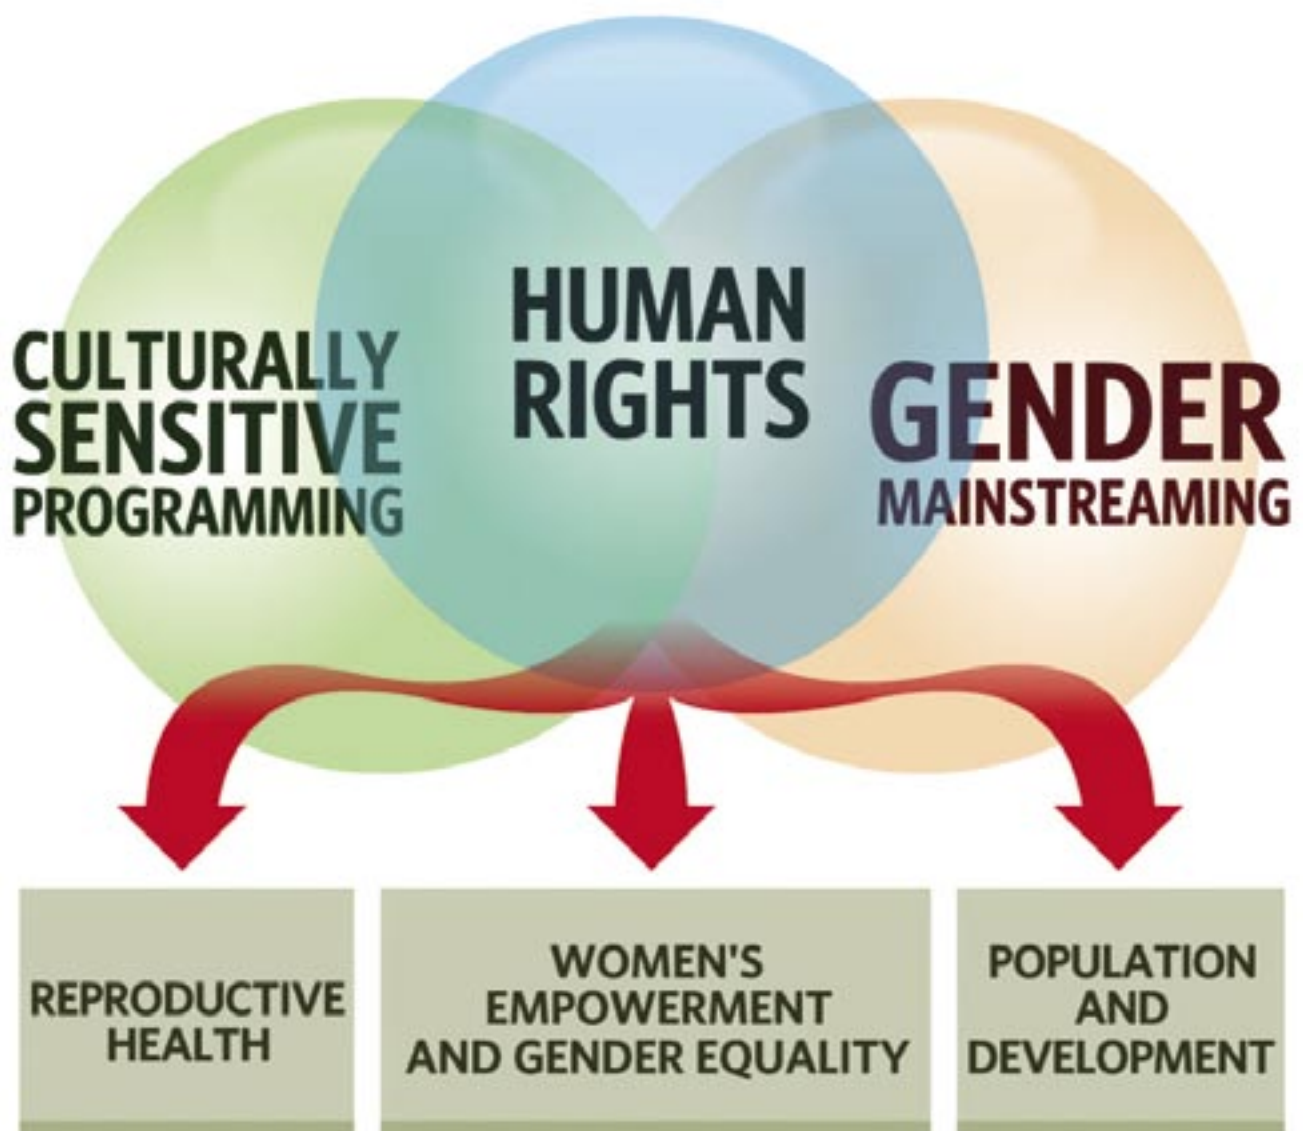 HUMAN
RIGHTS
CULTURALLY
SENSITIVE
PROGRAMMING
GENDER
MAINSTREAMING
REPRODUCTIVE
HEALTH
WOMEN'S
EMPOWERMENT
AND GENDER EQUALITY
POPULATION
AND
DEVELOPMENT